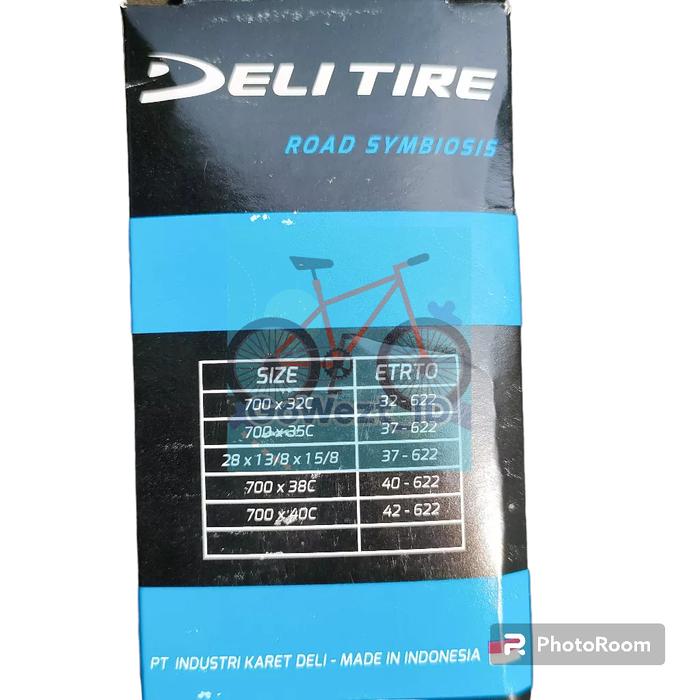 DELI TIRE
ROAD SYMBIOSIS
SIZE ETRTO
700 x 32C 32 - 622
GoWezt ID
700 x 35C 37 - 622
28 x 1 3/8 x 1 5/8 37 - 622
700 x 38C 40 - 622
700 x 40C 42 - 622
PT INDUSTRI KARET DELI - MADE IN INDONESIA
PhotoRoom